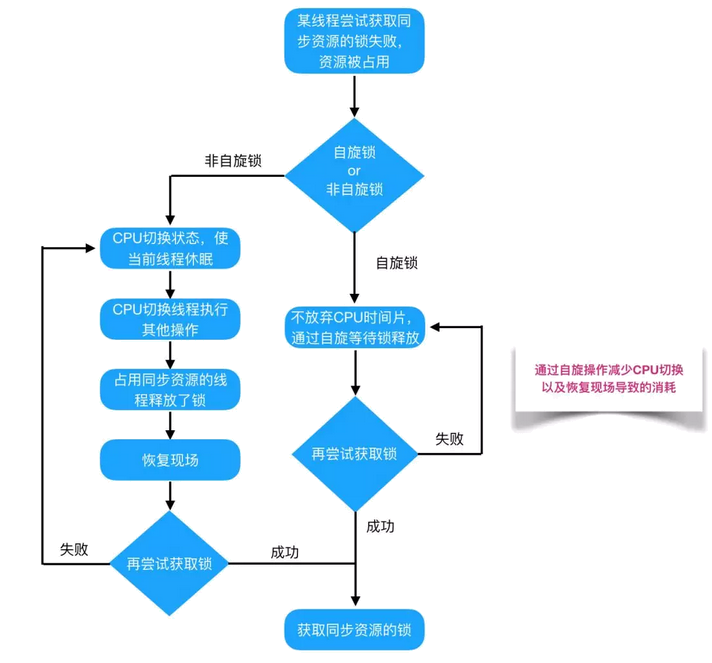 某线程尝试获取同
步资源的锁失败，
资源被占用
自旋锁
or
非自旋锁
非自旋锁
自旋锁
CPU切换状态，使
当前线程休眠
CPU切换线程执行
其他操作
占用同步资源的线
程释放了锁
恢复现场
再尝试获取锁
失败
成功
不放弃CPU时间片，
通过自旋等待锁释放
再尝试获取锁
失败
成功
获取同步资源的锁
通过自旋操作减少CPU切换
以及恢复现场导致的消耗